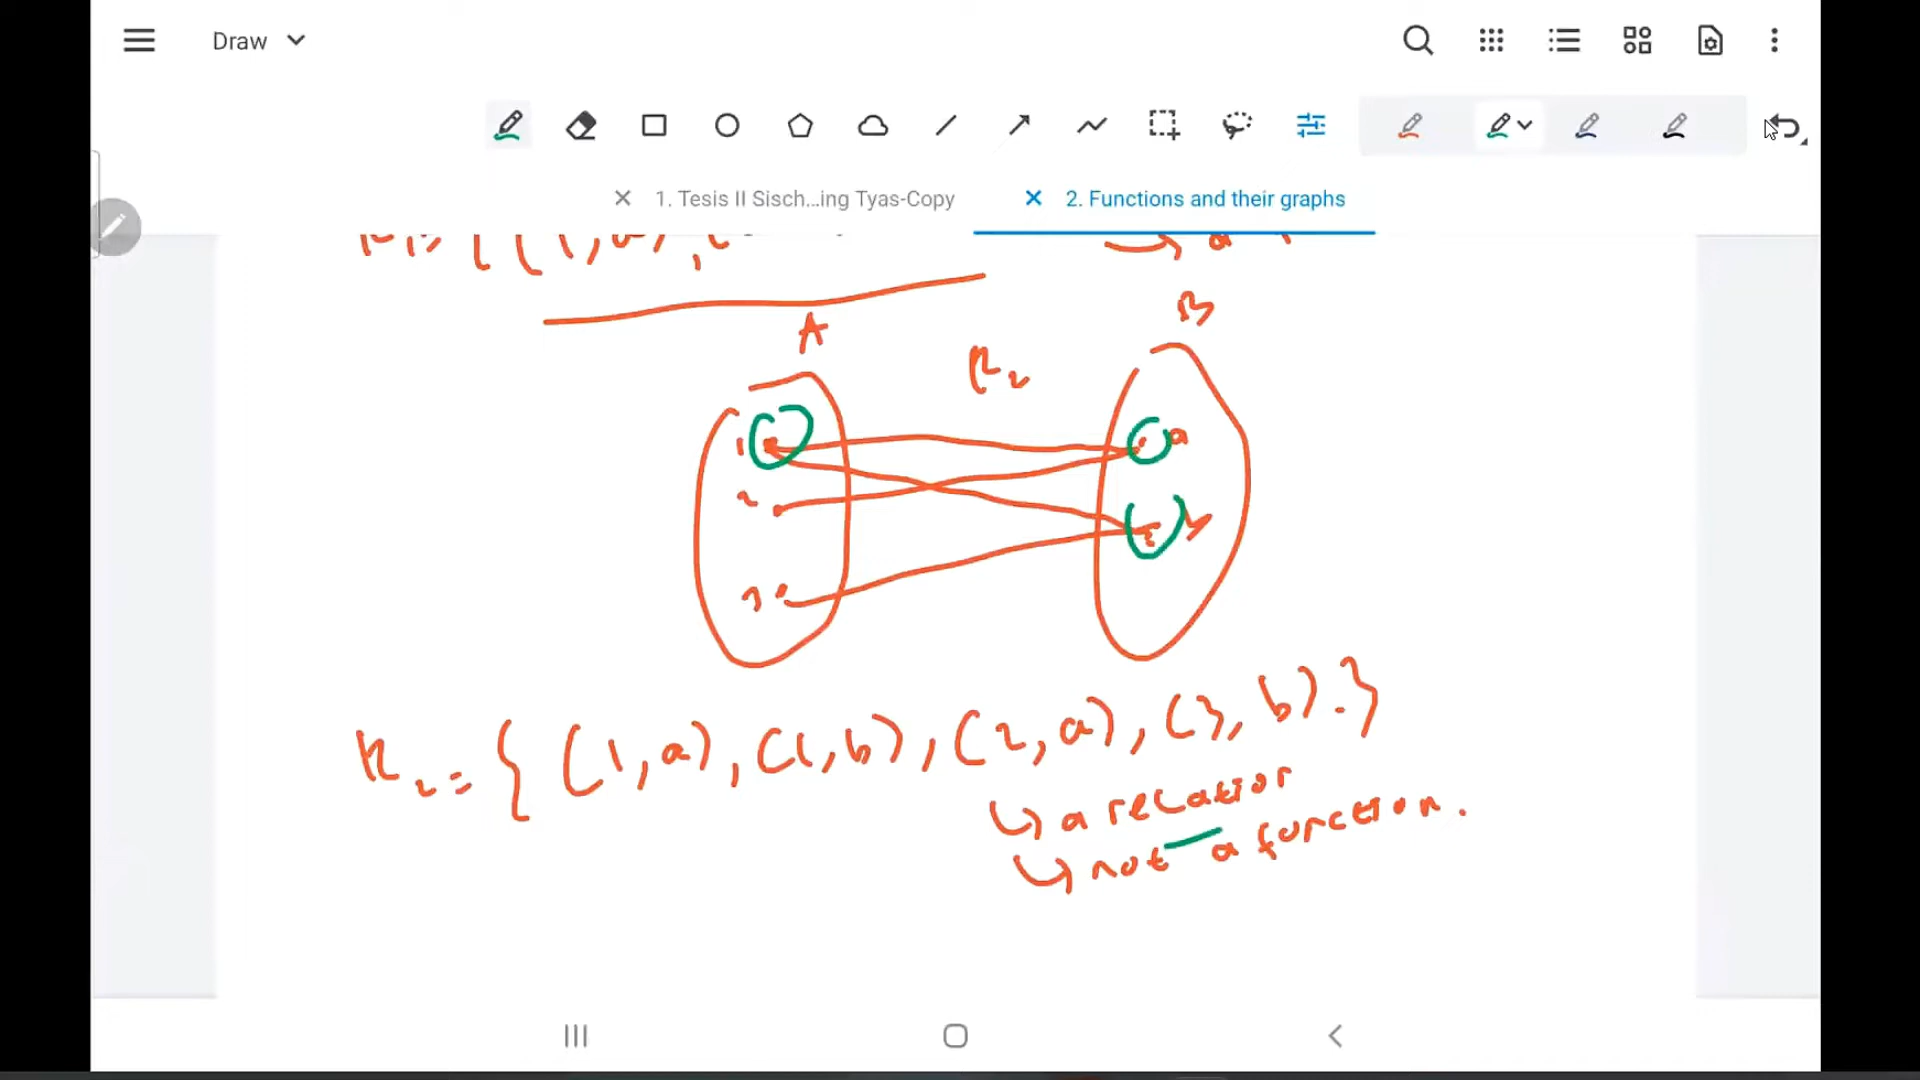 Draw
1. Tesis II Sisch...ing Tyas-Copy
2. Functions and their graphs
A
B
R₂
1
a
2
b
3
R₂ = { (1, a), (1, b), (2, a), (3, b). }
↳ a relation
↳ not a function.